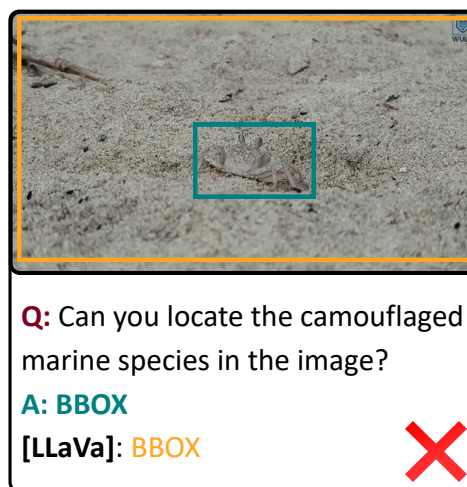 Q: Can you locate the camouflaged
marine species in the image?
A: BBOX
[LLaVa]: BBOX